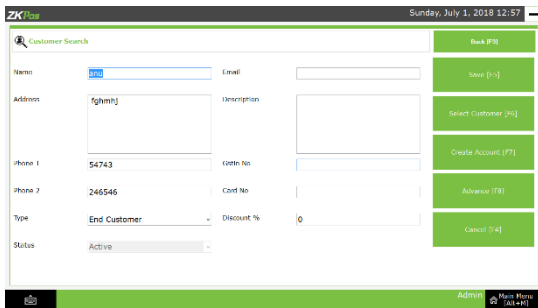 ZKPos
Sunday, July 1, 2018 12:57
Customer Search
Back [F3]
Name
anu
Email
Save [F5]
Address
fghmhj
Description
Select Customer [F6]
Create Account [F7]
Phone 1
54743
Gstin No
Phone 2
246546
Card No
Advance [F8]
Type
End Customer
Discount %
0
Cancel [F4]
Status
Active
Admin
Main Menu
[Alt+M]